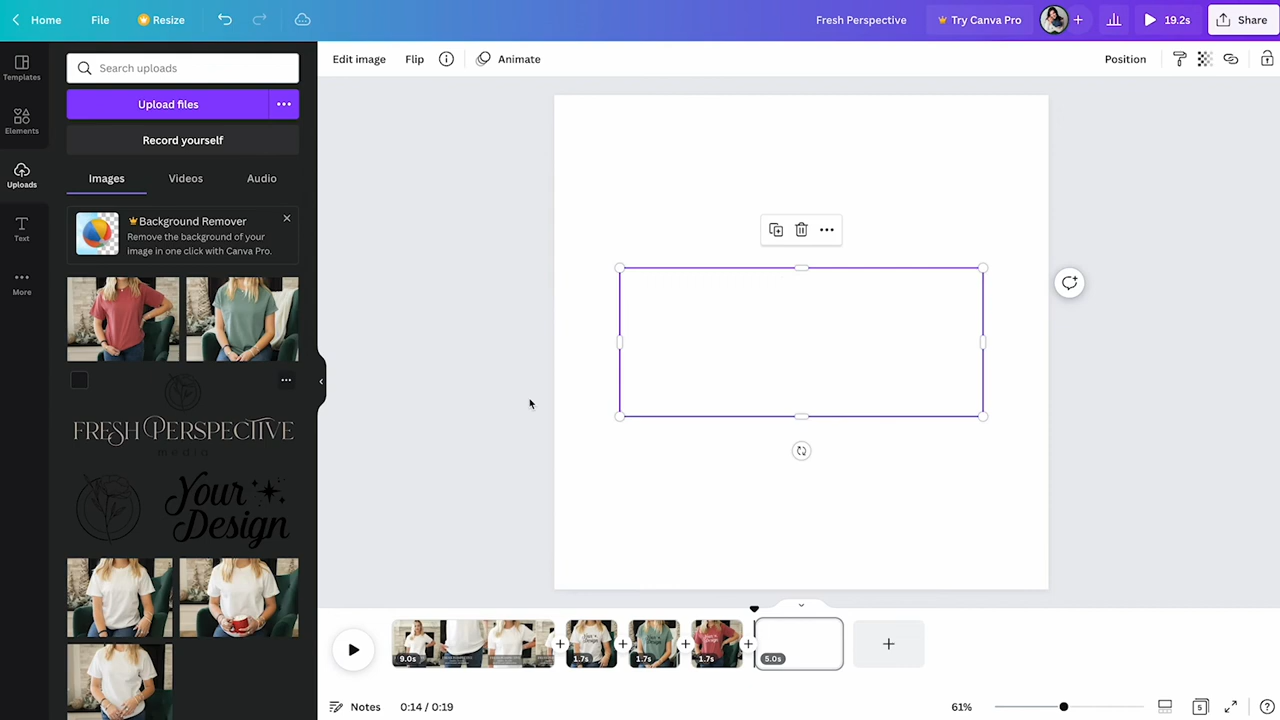 Home File Resize Fresh Perspective Try Canva Pro 19.2s Share
Templates
Elements
Uploads
Text
More
Search uploads
Upload files
Record yourself
Images Videos Audio
Background Remover
Remove the background of your
image in one click with Canva Pro.
FRESH PERSPECTIVE
media
Your
Design
Edit image Flip Animate Position
9.0s 1.7s 1.7s 1.7s 5.0s
Notes 0:14 / 0:19 61% 5